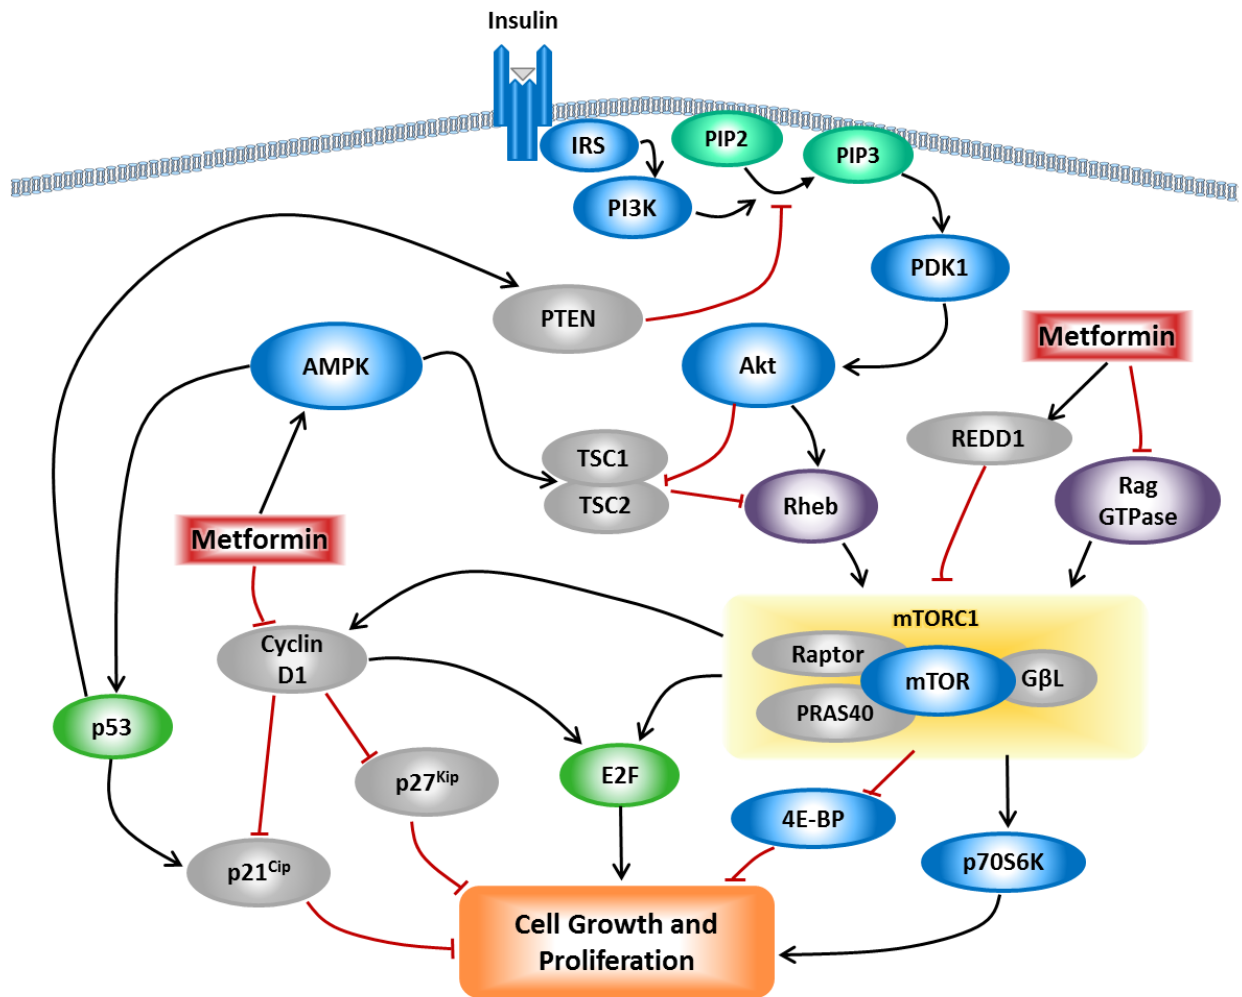 Insulin
IRS
PIP2
PIP3
PI3K
PDK1
PTEN
Metformin
AMPK
Akt
REDD1
TSC1
TSC2
Rheb
Rag
GTPase
Metformin
mTORC1
Cyclin
D1
Raptor
mTOR
GβL
PRAS40
p53
p27Kip
E2F
4E-BP
p21Cip
p70S6K
Cell Growth and
Proliferation